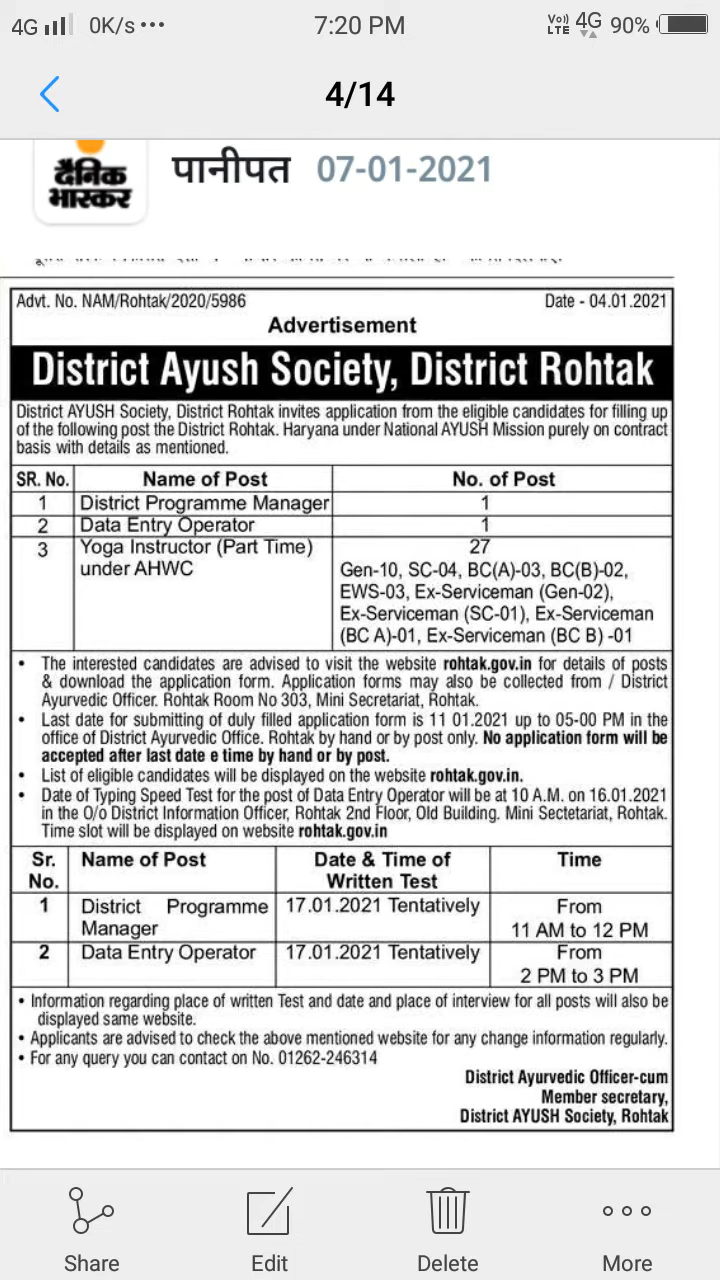 4G 0K/s ••• 7:20 PM Vo)) LTE 4G 90%
4/14
दैनिक
भास्कर
पानीपत 07-01-2021
Advt. No. NAM/Rohtak/2020/5986 Date - 04.01.2021
Advertisement
District Ayush Society, District Rohtak
District AYUSH Society, District Rohtak invites application from the eligible candidates for filling up
of the following post the District Rohtak. Haryana under National AYUSH Mission purely on contract
basis with details as mentioned.
SR. No. Name of Post No. of Post
1 District Programme Manager 1
2 Data Entry Operator 1
3 Yoga Instructor (Part Time) 27
under AHWC Gen-10, SC-04, BC(A)-03, BC(B)-02,
EWS-03, Ex-Serviceman (Gen-02),
Ex-Serviceman (SC-01), Ex-Serviceman
(BC A)-01, Ex-Serviceman (BC B) -01
• The interested candidates are advised to visit the website rohtak.gov.in for details of posts
& download the application form. Application forms may also be collected from / District
Ayurvedic Officer. Rohtak Room No 303, Mini Secretariat, Rohtak.
• Last date for submitting of duly filled application form is 11 01.2021 up to 05-00 PM in the
office of District Ayurvedic Office. Rohtak by hand or by post only. No application form will be
accepted after last date e time by hand or by post.
• List of eligible candidates will be displayed on the website rohtak.gov.in.
• Date of Typing Speed Test for the post of Data Entry Operator will be at 10 A.M. on 16.01.2021
in the O/o District Information Officer, Rohtak 2nd Floor, Old Building. Mini Sectetariat, Rohtak.
Time slot will be displayed on website rohtak.gov.in
Sr. Name of Post Date & Time of Time
No. Written Test
1 District Programme 17.01.2021 Tentatively From
Manager 11 AM to 12 PM
2 Data Entry Operator 17.01.2021 Tentatively From
2 PM to 3 PM
• Information regarding place of written Test and date and place of interview for all posts will also be
displayed same website.
• Applicants are advised to check the above mentioned website for any change information regularly.
• For any query you can contact on No. 01262-246314
District Ayurvedic Officer-cum
Member secretary,
District AYUSH Society, Rohtak
Share Edit Delete More